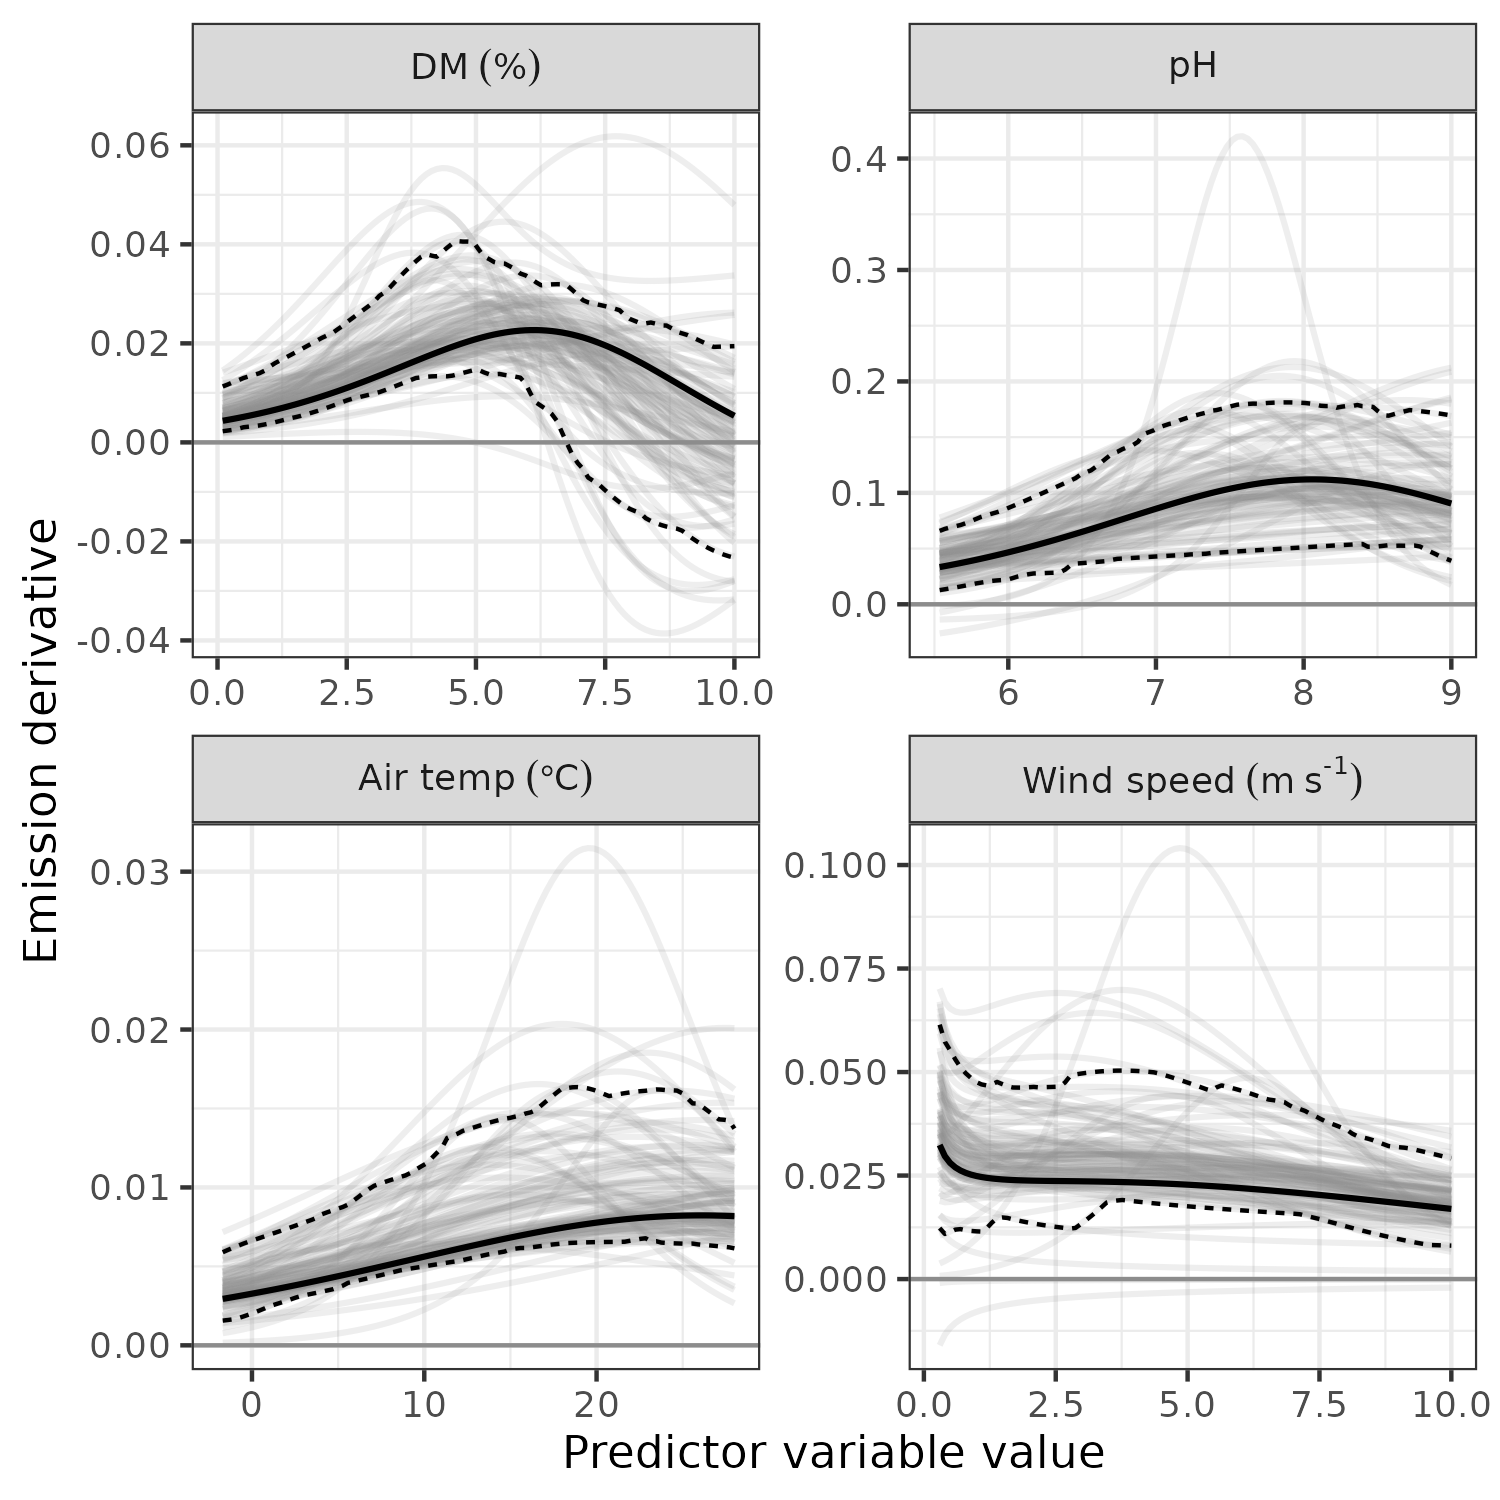 DM (%)
pH
0.06
0.04
0.02
0.00
-0.02
-0.04
0.0 2.5 5.0 7.5 10.0
0.4
0.3
0.2
0.1
0.0
6 7 8 9
Air temp (°C)
Wind speed (m s-1)
0.03
0.02
0.01
0.00
0 10 20
0.100
0.075
0.050
0.025
0.000
0.0 2.5 5.0 7.5 10.0
Emission derivative
Predictor variable value